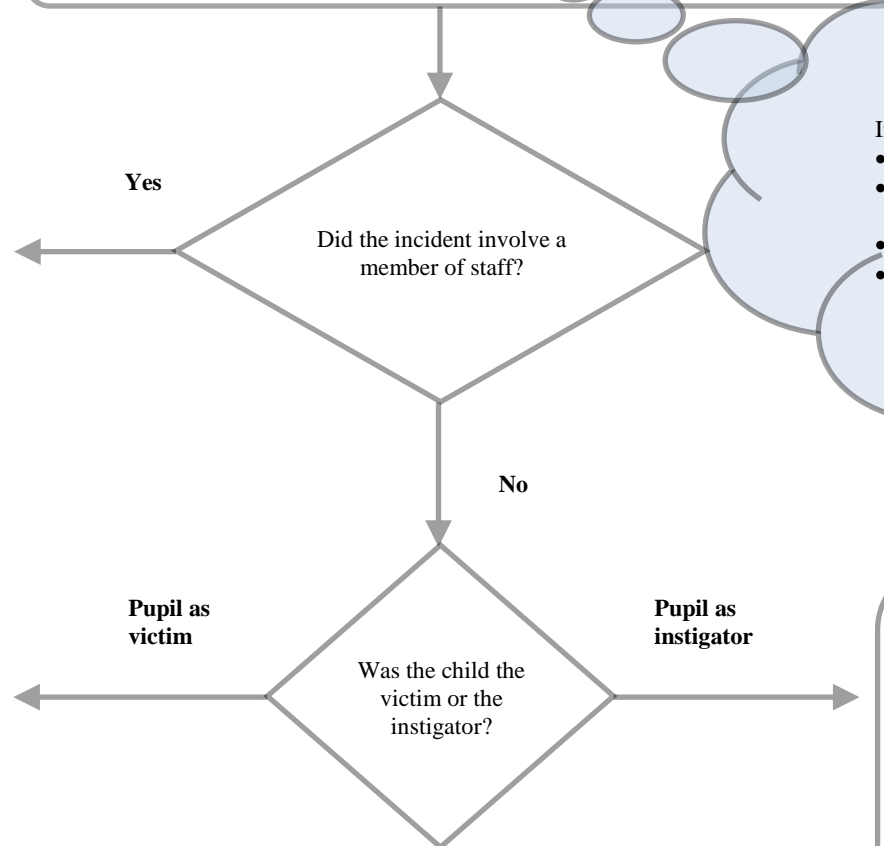 Yes
Did the incident involve a
member of staff?
No
Pupil as
victim
Pupil as
instigator
Was the child the
victim or the
instigator?